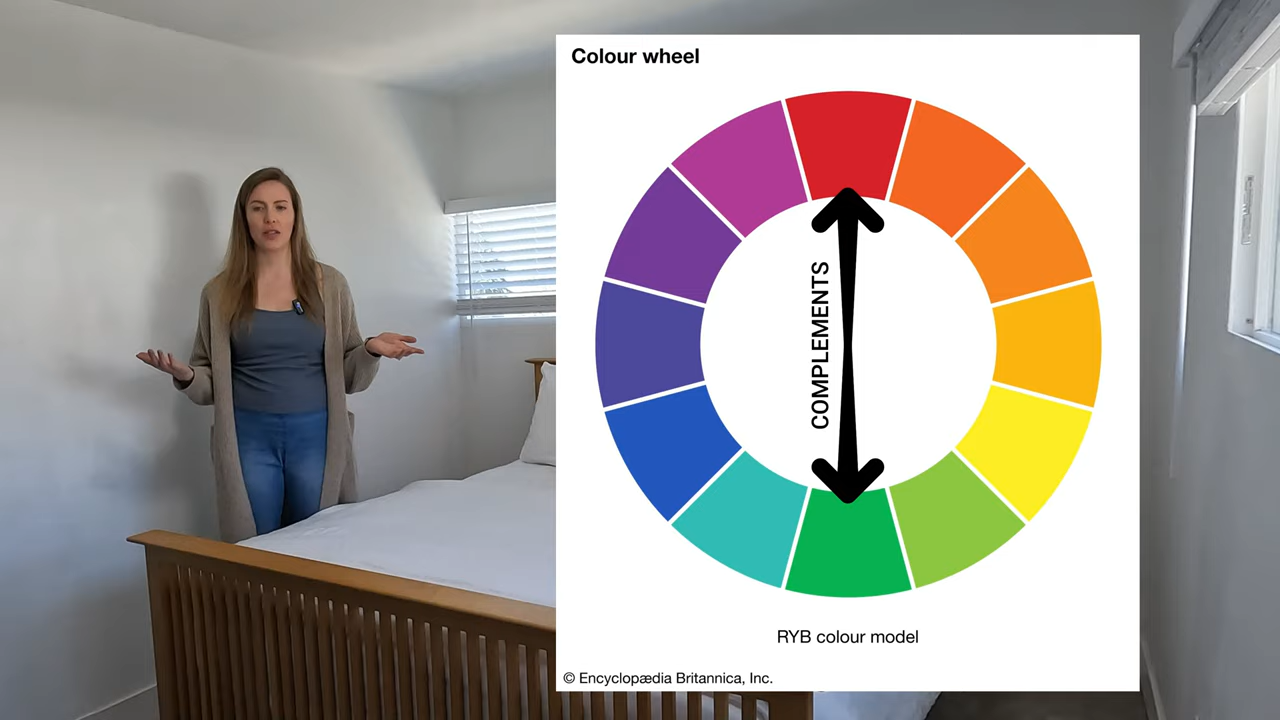 Colour wheel
COMPLEMENTS
RYB colour model
© Encyclopædia Britannica, Inc.